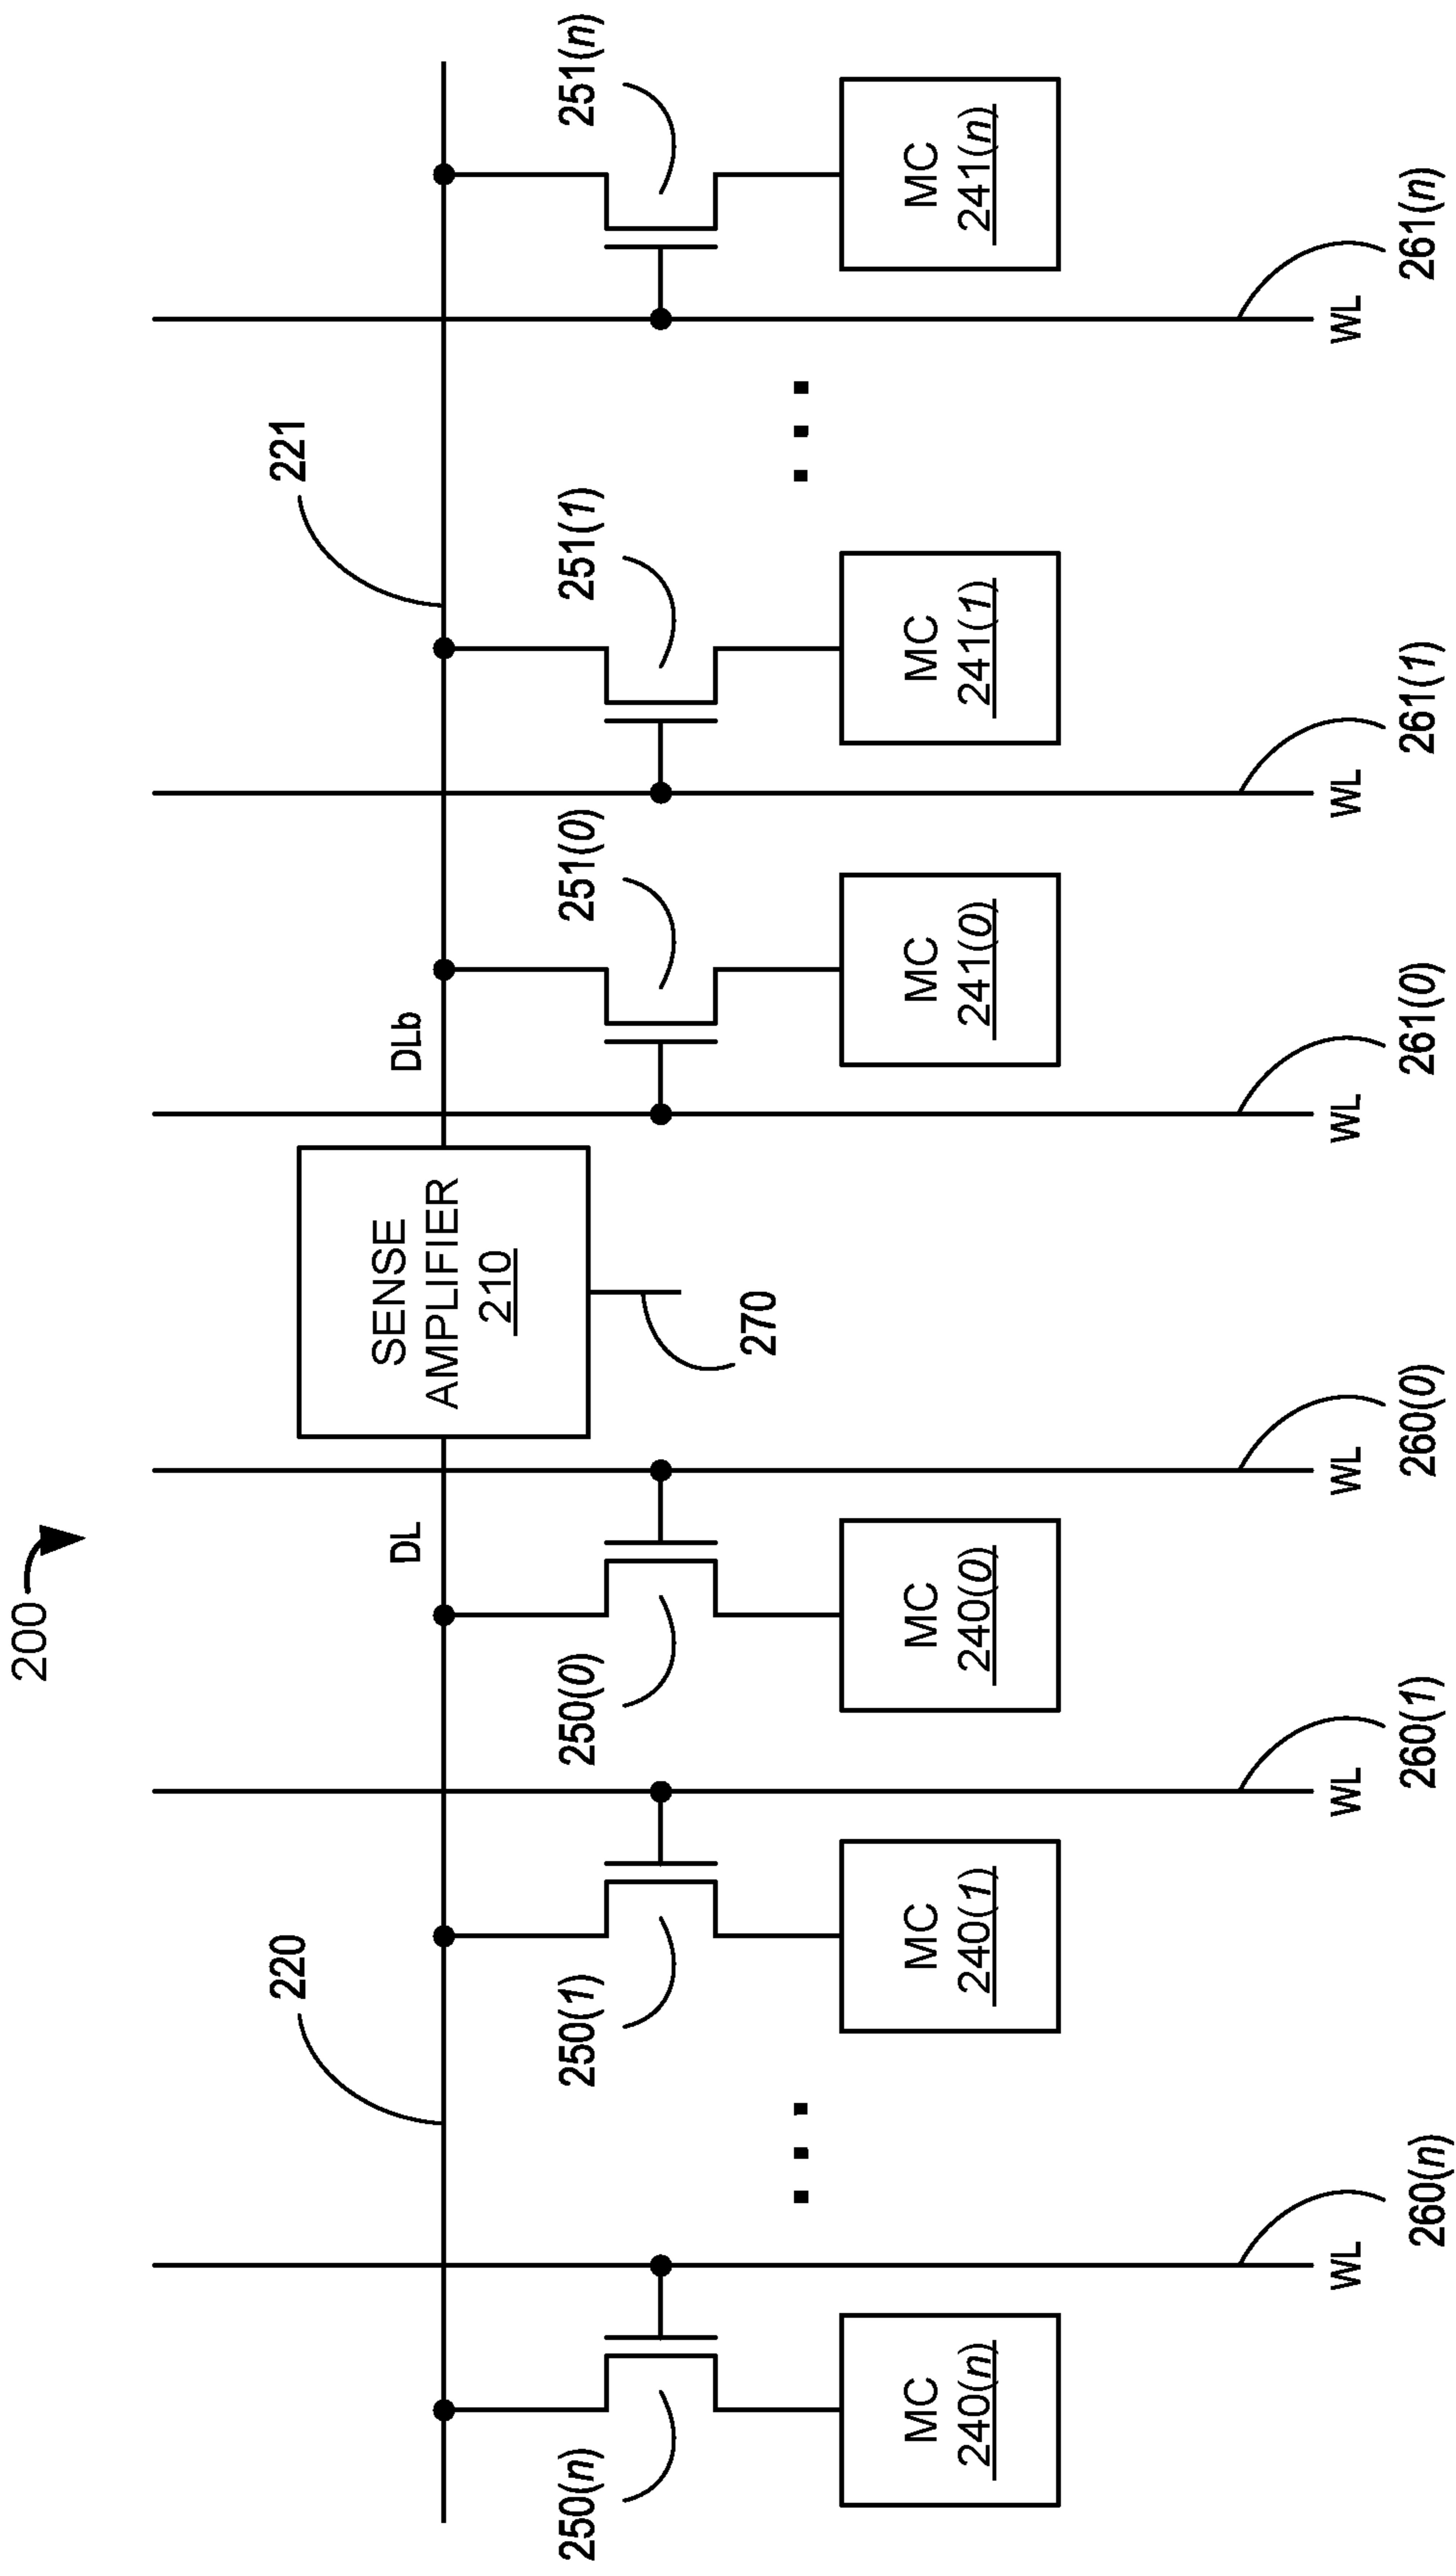 200
220
221
DL
DLb
SENSE
AMPLIFIER
210
270
250(n)
250(1)
250(0)
251(0)
251(1)
251(n)
MC
240(n)
MC
240(1)
MC
240(0)
MC
241(0)
MC
241(1)
MC
241(n)
WL
WL
WL
WL
WL
WL
260(n)
260(1)
260(0)
261(0)
261(1)
261(n)